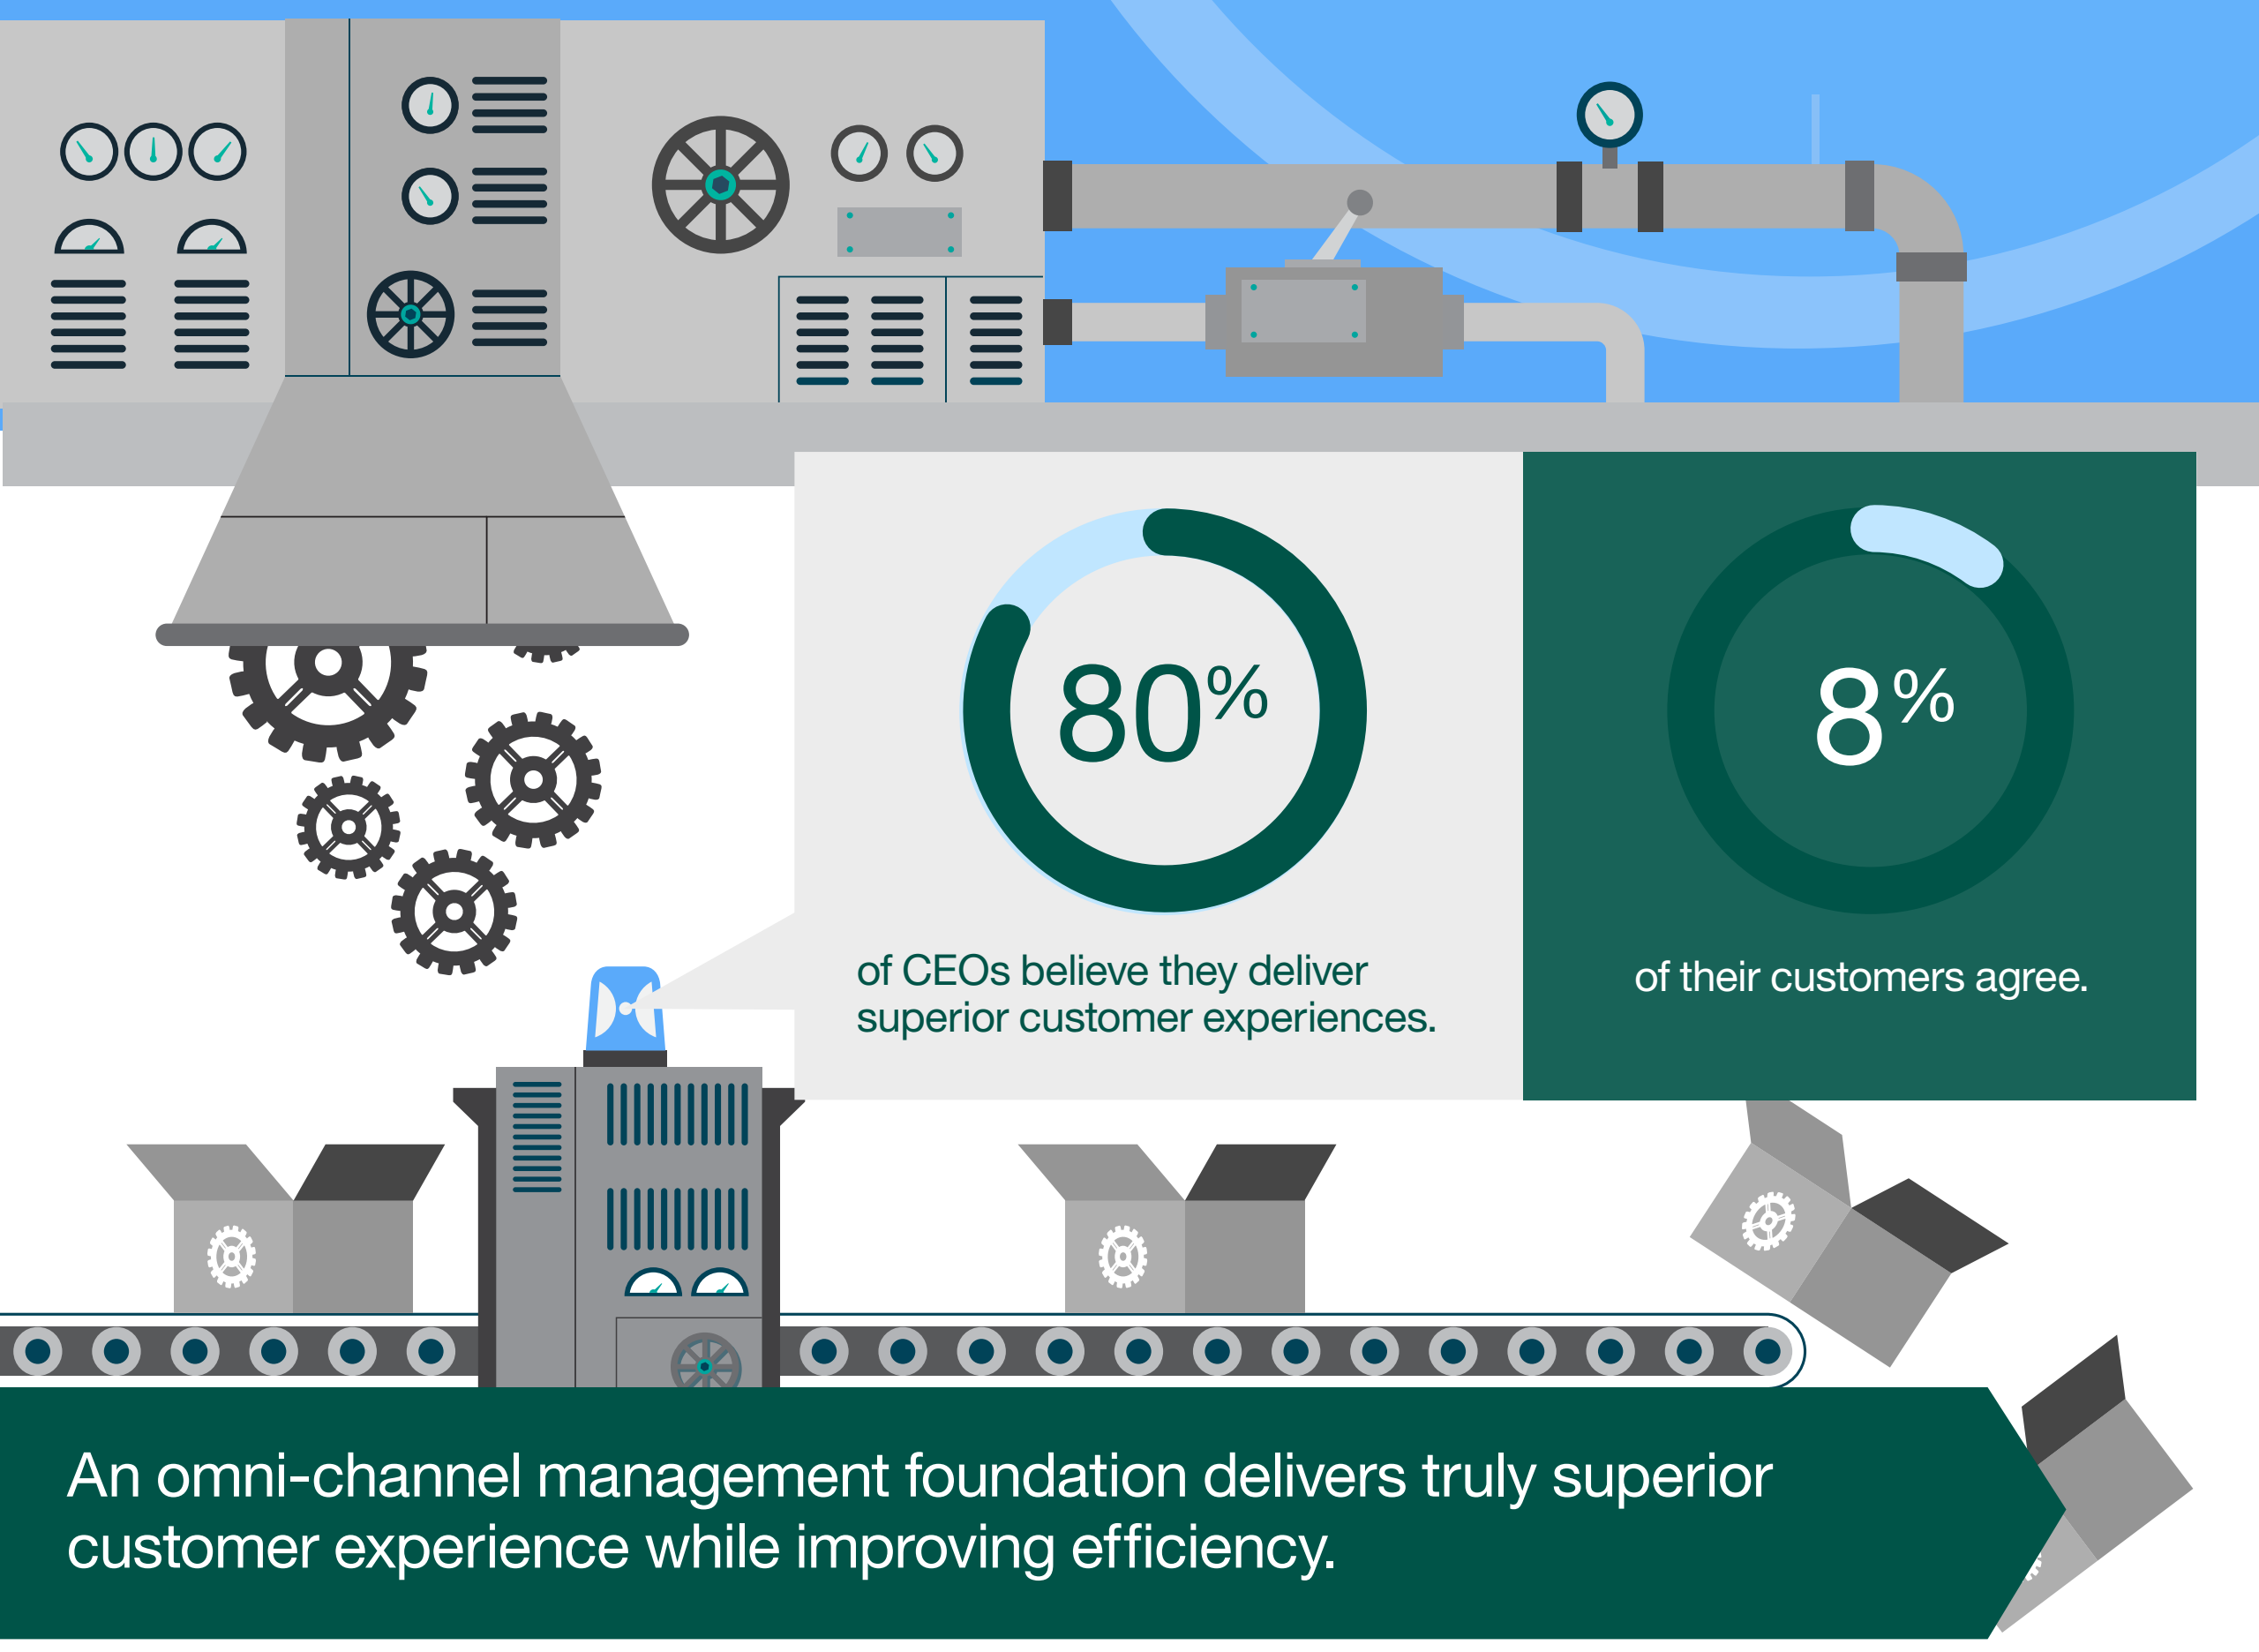 80%
of CEOs believe they deliver
superior customer experiences.
8%
of their customers agree.
An omni-channel management foundation delivers truly superior
customer experience while improving efficiency.